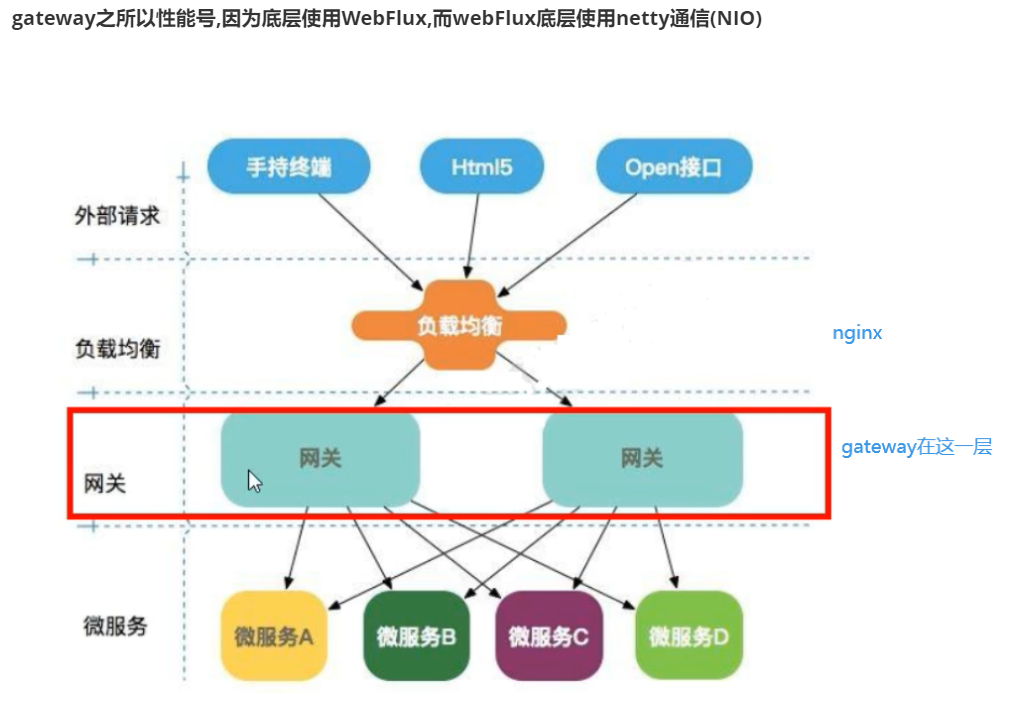 gateway之所以性能号,因为底层使用WebFlux,而webFlux底层使用netty通信(NIO)
手持终端
Html5
Open接口
外部请求
负载均衡
nginx
负载均衡
gateway在这一层
网关
网关
网关
微服务
微服务A
微服务B
微服务C
微服务D